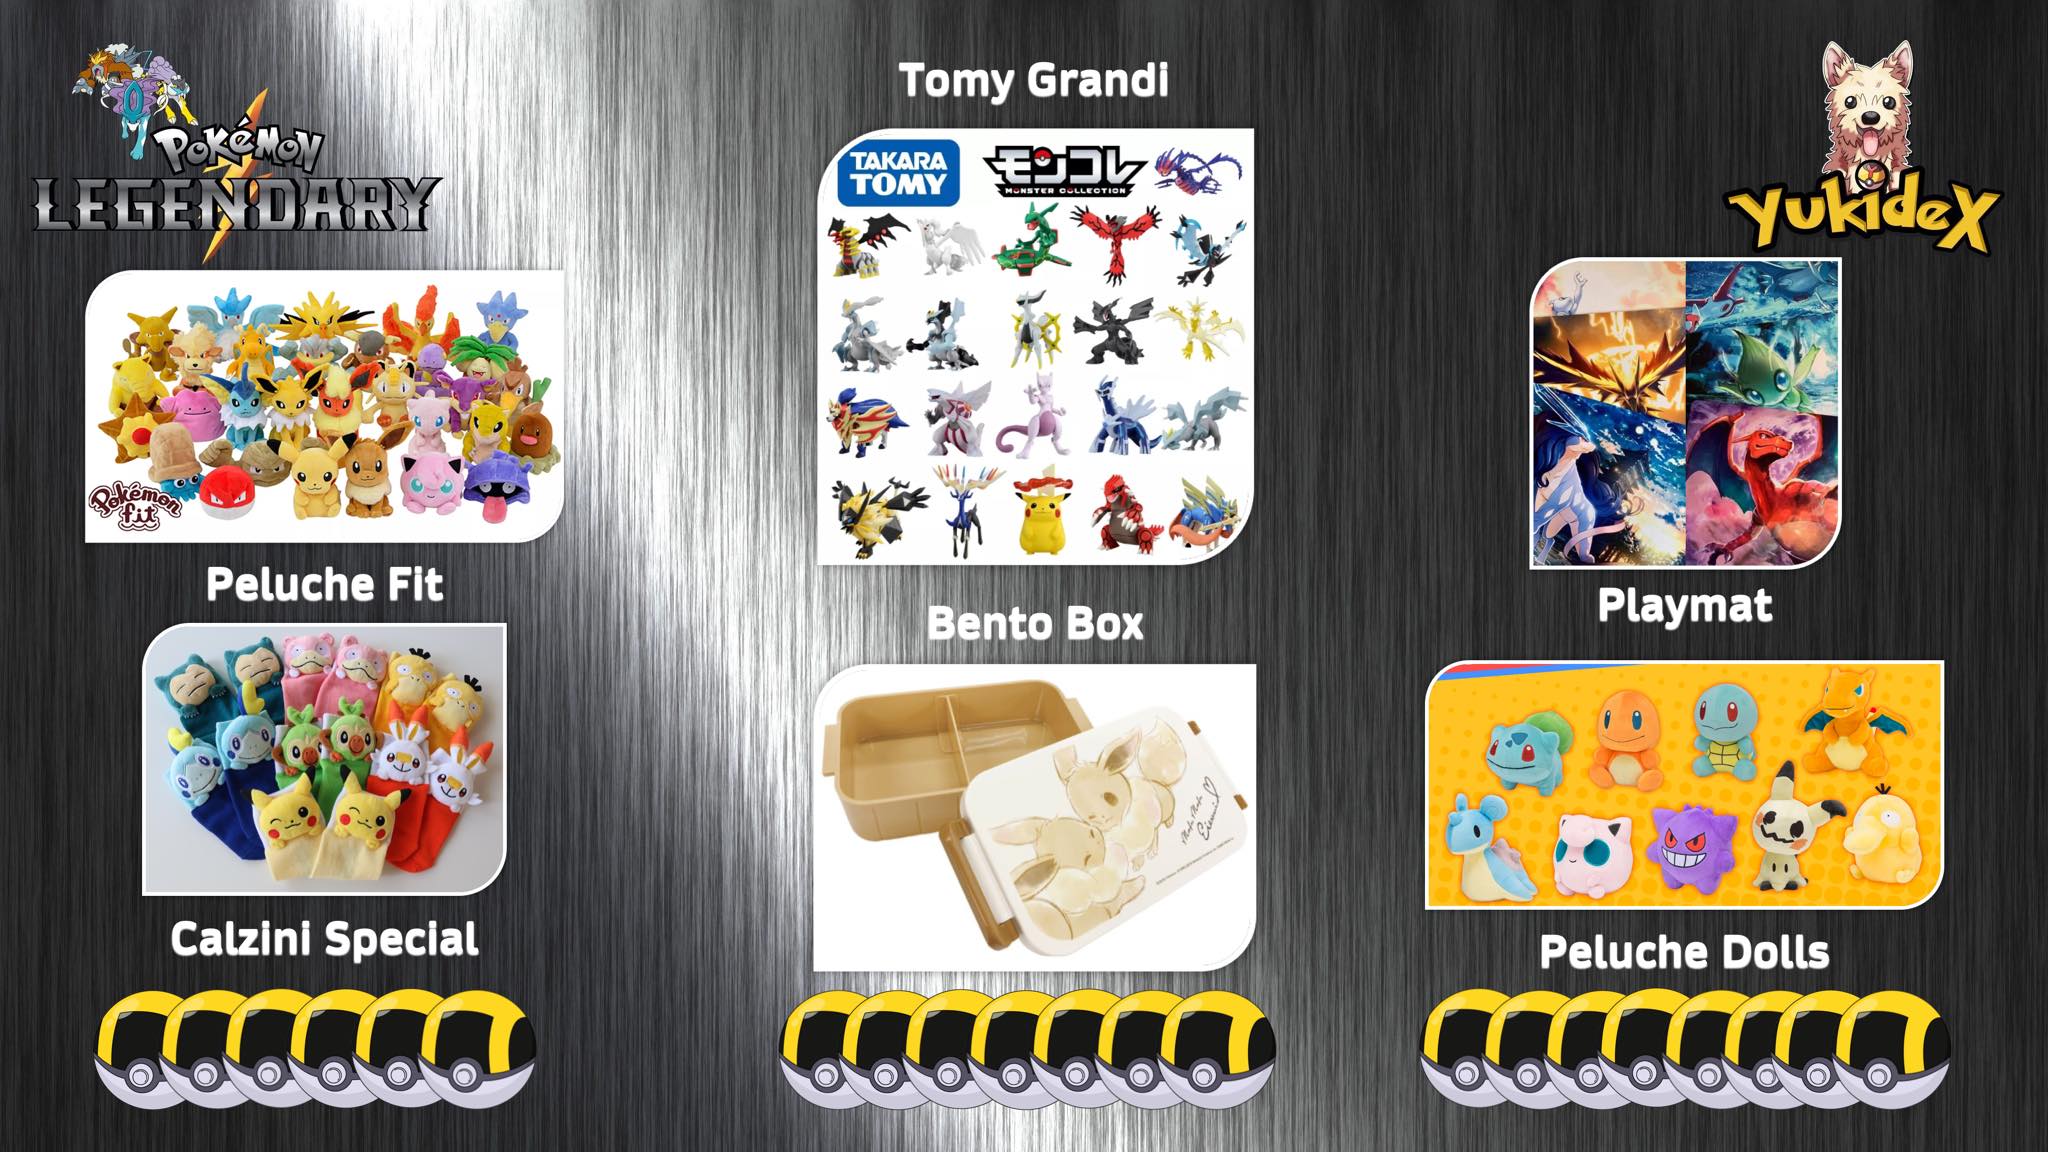 Pokémon
LEGENDARY
Tomy Grandi
YukideX
TAKARA
TOMY
モンコレ
MONSTER COLLECTION
Pokémon
fit
Peluche Fit
Bento Box
Playmat
Calzini Special
Peluche Dolls